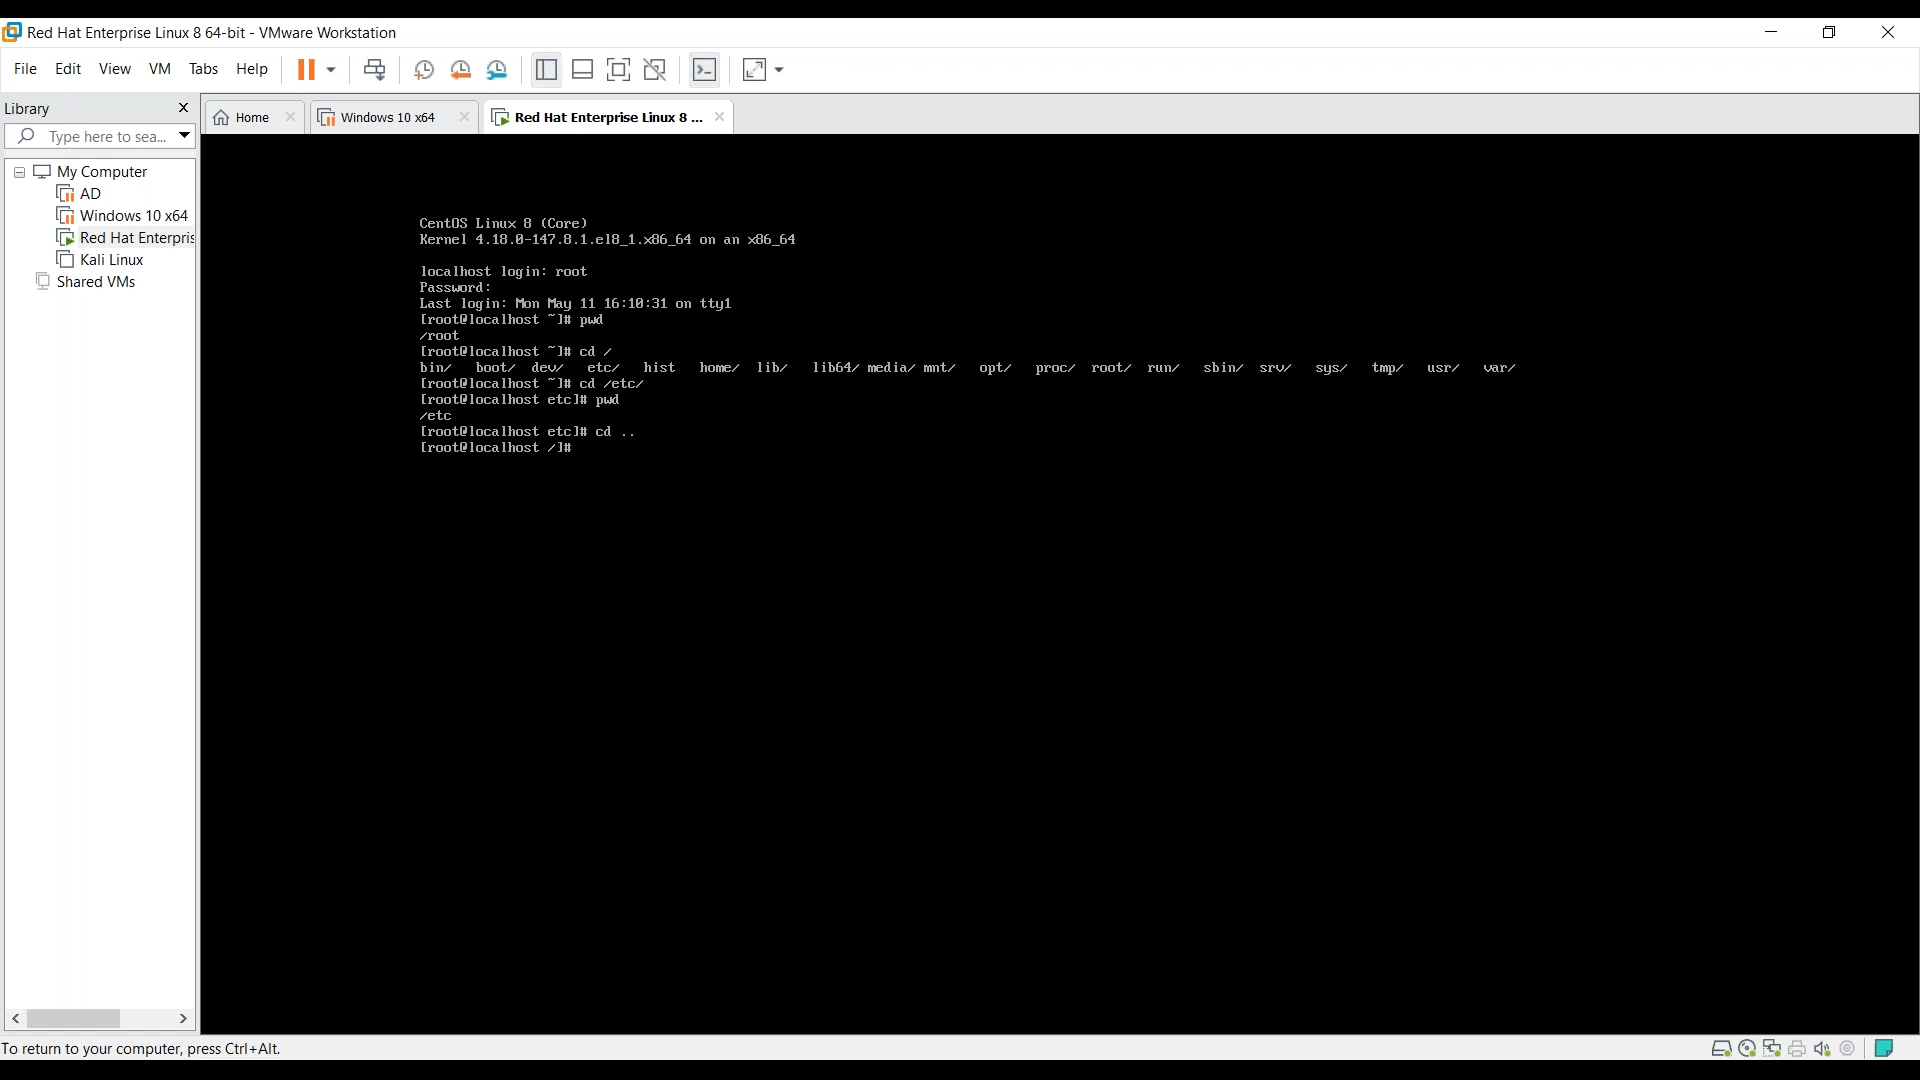 Red Hat Enterprise Linux 8 64-bit - VMware Workstation
File Edit View VM Tabs Help
Library
Type here to sea...
Home
Windows 10 x64
Red Hat Enterprise Linux 8 ...
My Computer
AD
Windows 10 x64
Red Hat Enterpris
Kali Linux
Shared VMs
CentOS Linux 8 (Core)
Kernel 4.18.0-147.8.1.el8_1.x86_64 on an x86_64
localhost login: root
Password:
Last login: Mon May 11 16:10:31 on tty1
[root@localhost ~]# pwd
/root
[root@localhost ~]# cd /
bin/ boot/ dev/ etc/ hist home/ lib/ lib64/ media/ mnt/ opt/ proc/ root/ run/ sbin/ srv/ sys/ tmp/ usr/ var/
[root@localhost ~]# cd /etc/
[root@localhost etc]# pwd
/etc
[root@localhost etc]# cd ..
[root@localhost /]#
To return to your computer, press Ctrl+Alt.